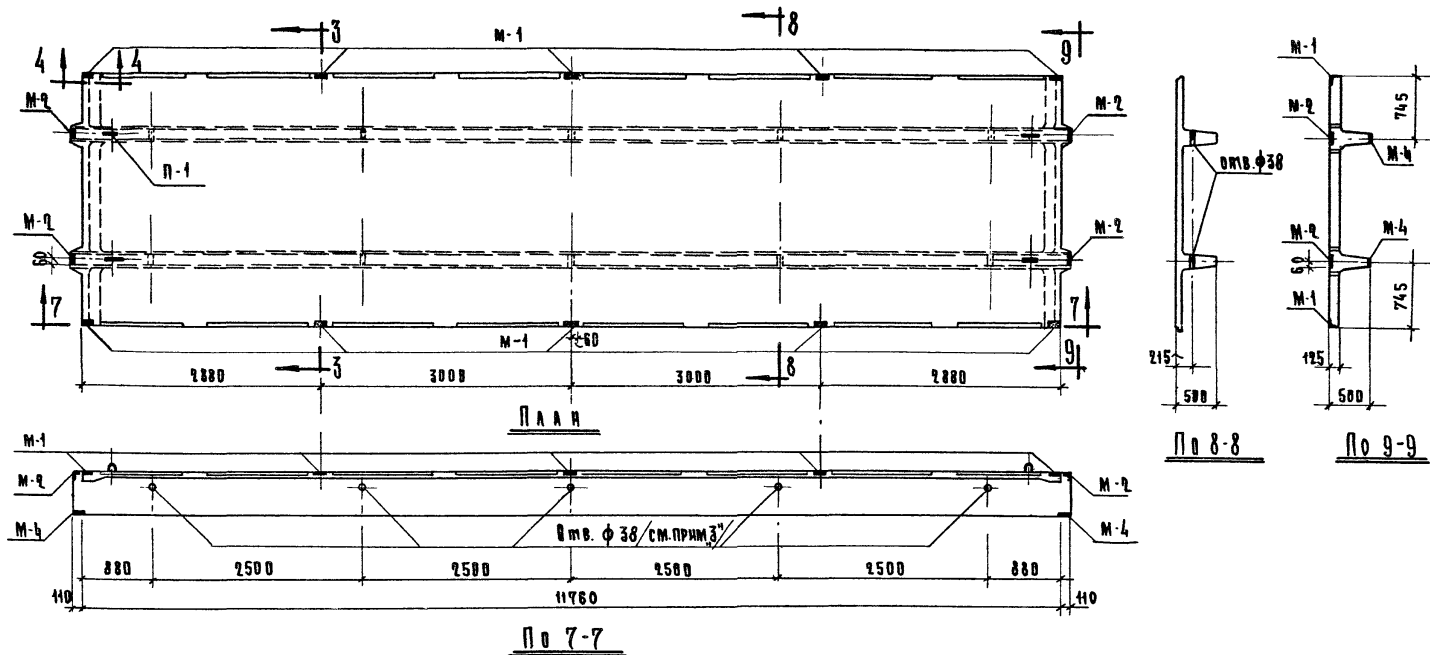 3
8
9
М-1
4
4
М-2
М-2
П-1
М-2
М-2
60
7
7
М-1
60
3
8
9
2880
3000
3000
2880
План
М-1
М-2
М-2
М-4
М-4
Отв. ф 38 /см. прим. "3"/
880
2500
2500
2500
2500
880
110
11760
110
По 7-7
отв. ф 38
215
500
По 8-8
М-1
М-2
745
М-4
М-2
М-4
60
М-1
745
125
500
По 9-9